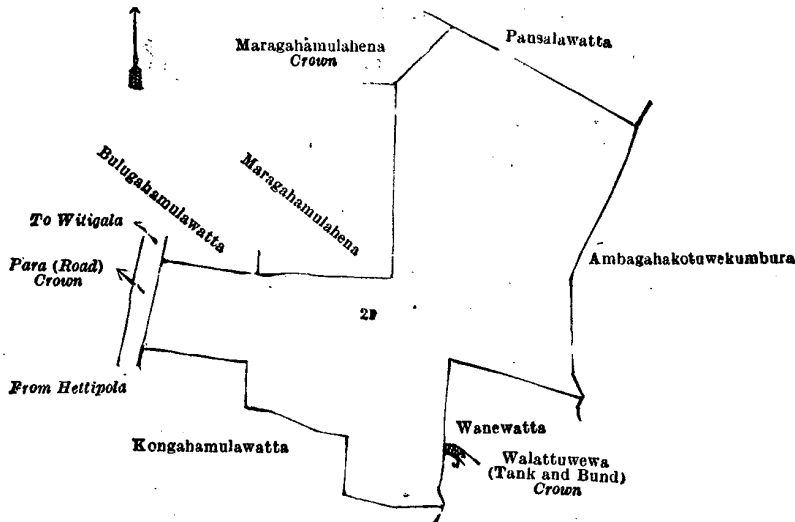 Maragahamulahena
Crown
Pansalawatta
Bulugahamulawatta
Maragahamulahena
To Witigala
Para (Road)
Crown
Ambagahakotuwekumbura
From Hettipola
Kongahamulawatta
Wanewatta
Walattuwewa
(Tank and Bund)
Crown